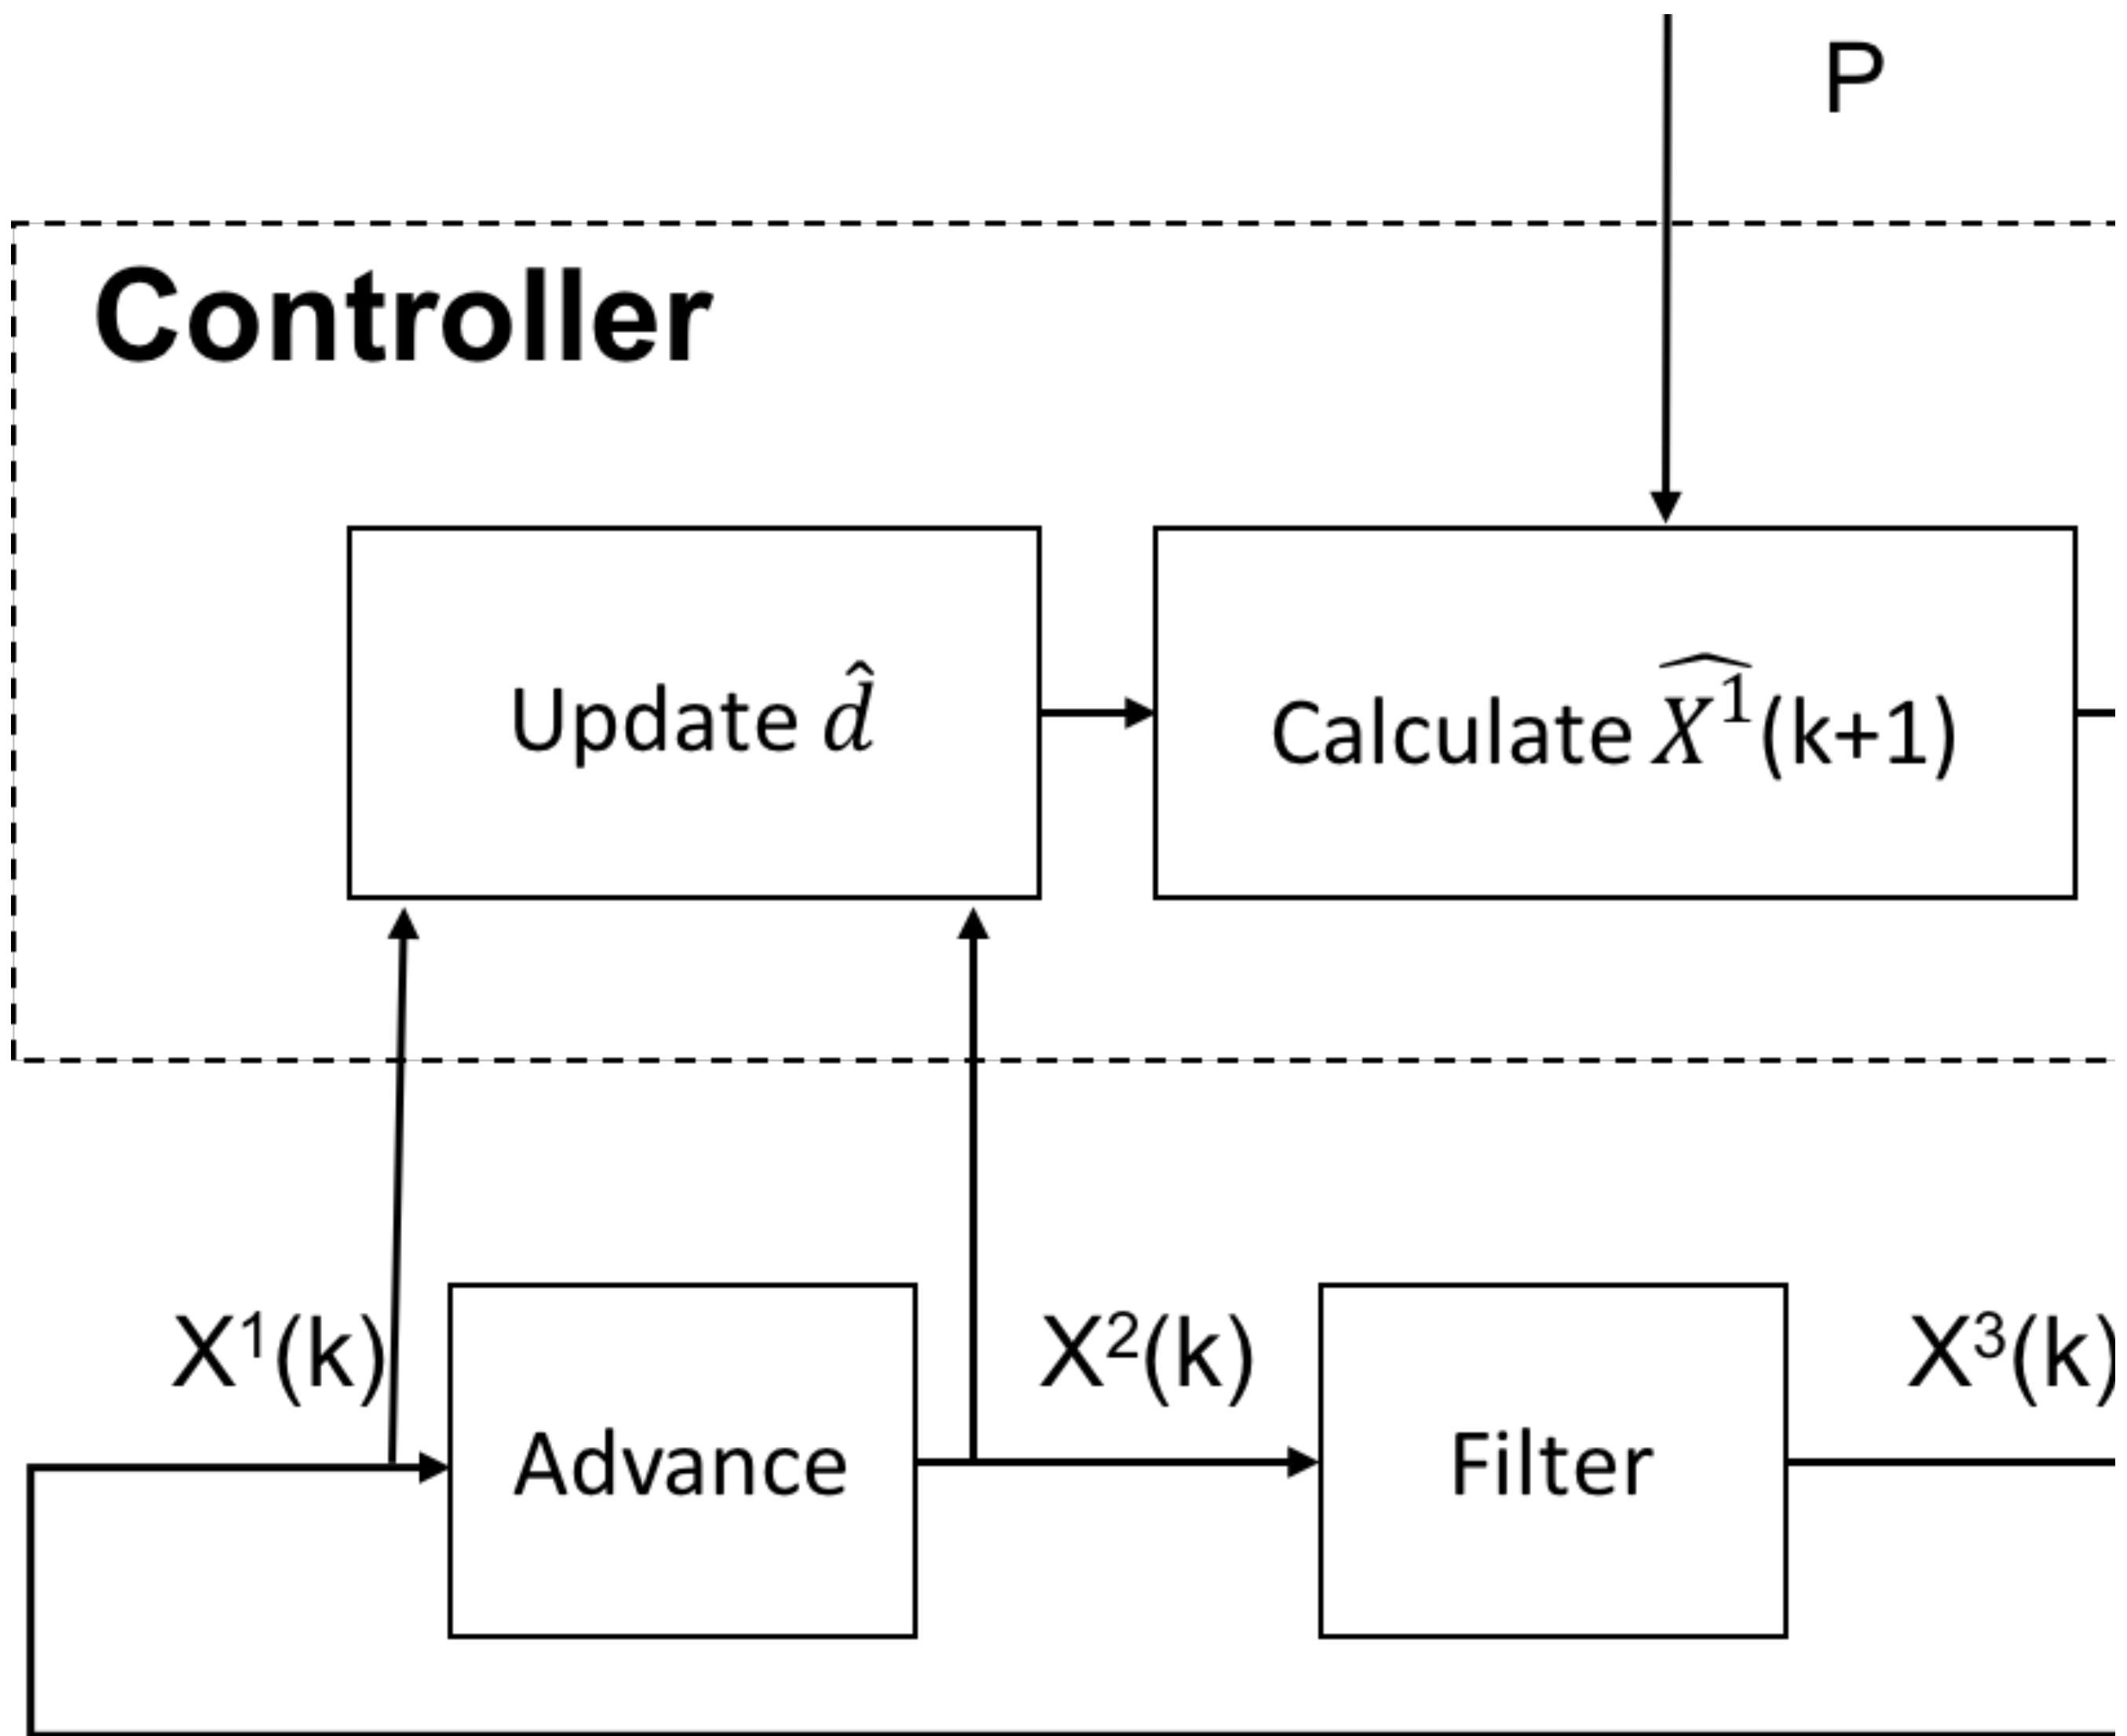 P
Controller
Update d̂
Calculate X̂¹(k+1)
X¹(k)
X²(k)
X³(k)
Advance
Filter